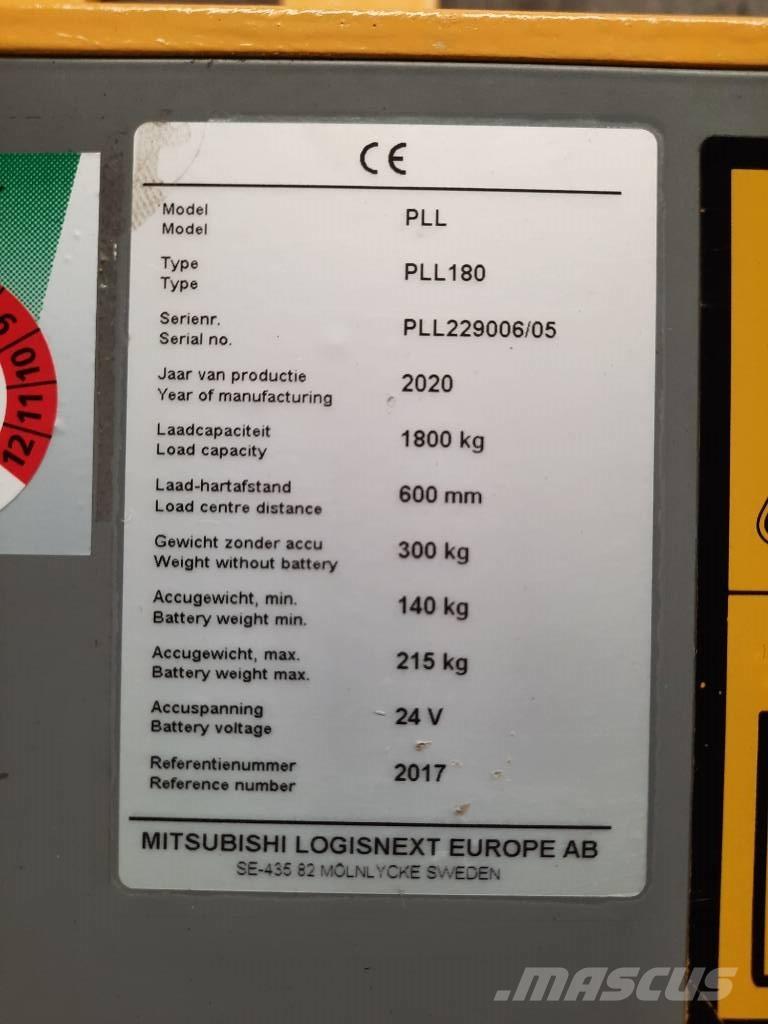 CE
Model PLL
Model
Type PLL180
Type
Serienr. PLL229006/05
Serial no.
Jaar van productie 2020
Year of manufacturing
Laadcapaciteit 1800 kg
Load capacity
Laad-hartafstand 600 mm
Load centre distance
Gewicht zonder accu 300 kg
Weight without battery
Accugewicht, min. 140 kg
Battery weight min.
Accugewicht, max. 215 kg
Battery weight max.
Accuspanning 24 V
Battery voltage
Referentienummer 2017
Reference number
MITSUBISHI LOGISNEXT EUROPE AB
SE-435 82 MÖLNLYCKE SWEDEN
9
10
11
12
MASCUS